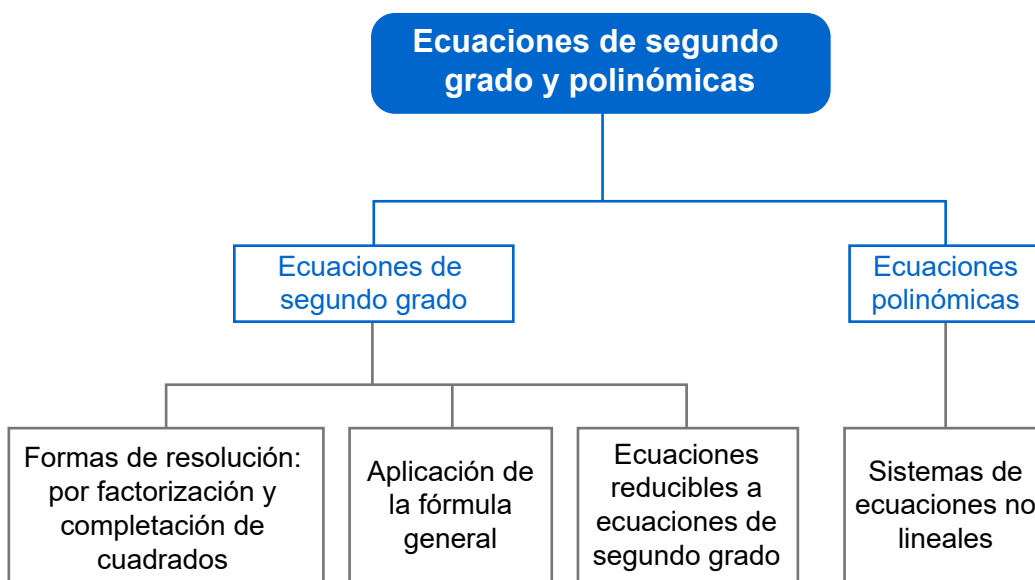 Ecuaciones de segundo
grado y polinómicas
Ecuaciones de
segundo grado
Ecuaciones
polinómicas
Formas de resolución:
por factorización y
completación de
cuadrados
Aplicación de
la fórmula
general
Ecuaciones
reducibles a
ecuaciones de
segundo grado
Sistemas de
ecuaciones no
lineales